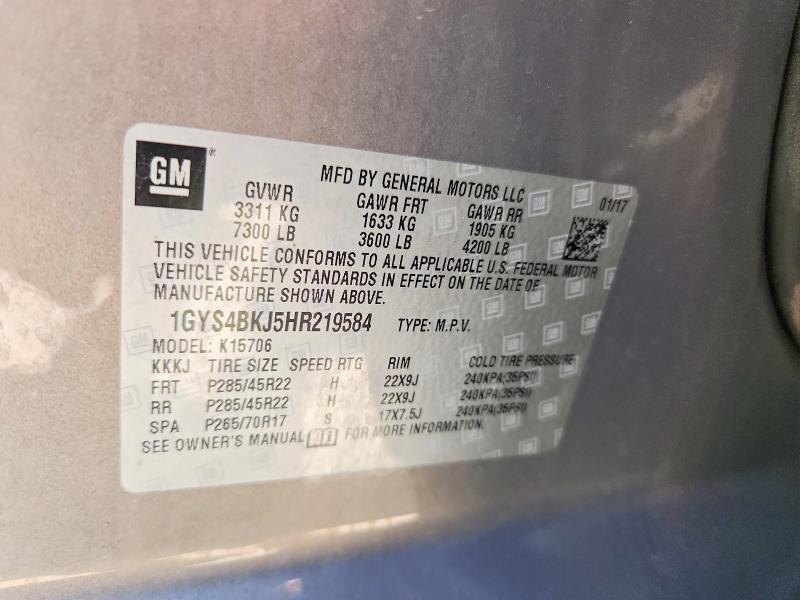 GM
MFD BY GENERAL MOTORS LLC
GVWR GAWR FRT GAWR RR 01/17
3311 KG 1633 KG 1905 KG
7300 LB 3600 LB 4200 LB
THIS VEHICLE CONFORMS TO ALL APPLICABLE U.S. FEDERAL MOTOR
VEHICLE SAFETY STANDARDS IN EFFECT ON THE DATE OF
MANUFACTURE SHOWN ABOVE.
1GYS4BKJ5HR219584 TYPE: M.P.V.
MODEL: K15706
KKKJ TIRE SIZE SPEED RTG RIM COLD TIRE PRESSURE
FRT P285/45R22 H 22X9J 240KPA(35PSI)
RR P285/45R22 H 22X9J 240KPA(35PSI)
SPA P265/70R17 S 17X7.5J 240KPA(35PSI)
SEE OWNER'S MANUAL FOR MORE INFORMATION.